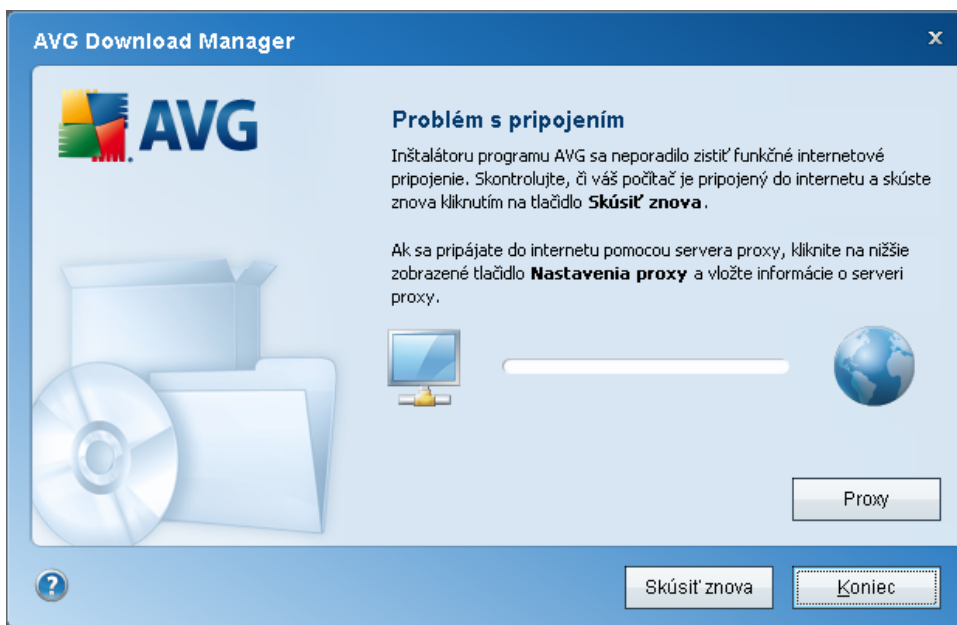 AVG Download Manager
x
AVG
Problém s pripojením
Inštalátoru programu AVG sa neporadilo zistiť funkčné internetové
pripojenie. Skontrolujte, či váš počítač je pripojený do internetu a skúste
znova kliknutím na tlačidlo Skúsiť znova.
Ak sa pripájate do internetu pomocou servera proxy, kliknite na nižšie
zobrazené tlačidlo Nastavenia proxy a vložte informácie o serveri
proxy.
Proxy
?
Skúsiť znova
Koniec